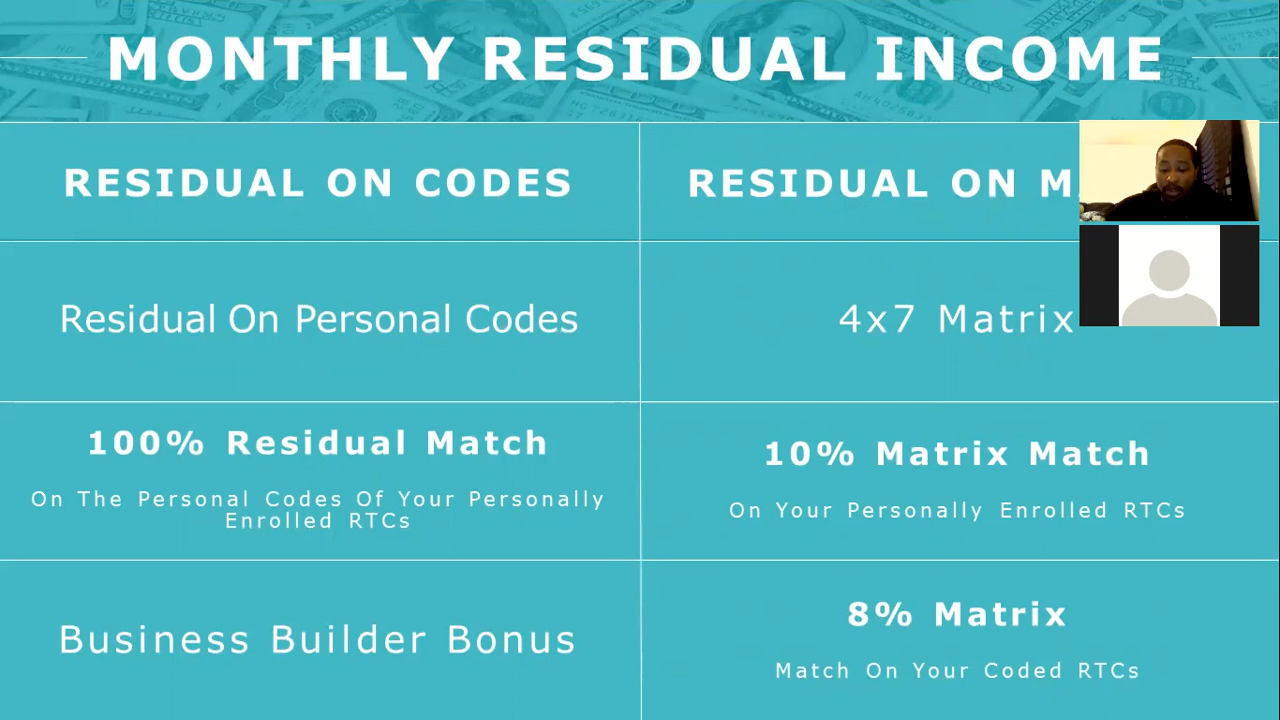 MONTHLY RESIDUAL INCOME
RESIDUAL ON CODES
RESIDUAL ON
Residual On Personal Codes
4x7 Matrix
100% Residual Match
On The Personal Codes Of Your Personally
Enrolled RTCs
10% Matrix Match
On Your Personally Enrolled RTCs
Business Builder Bonus
8% Matrix
Match On Your Coded RTCs